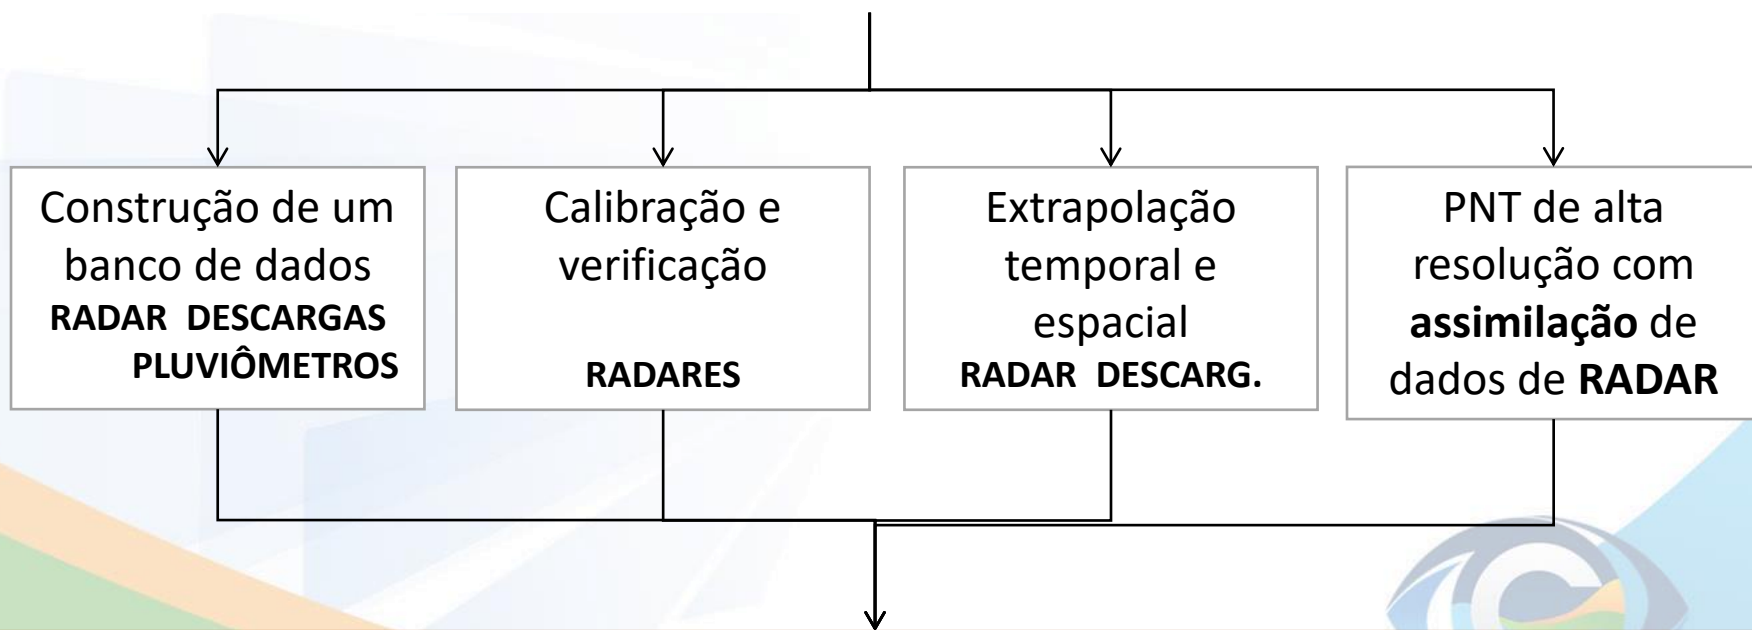 Construção de um
banco de dados
RADAR DESCARGAS
PLUVIÔMETROS
Calibração e
verificação
RADARES
Extrapolação
temporal e
espacial
RADAR DESCARG.
PNT de alta
resolução com
assimilação de
dados de RADAR